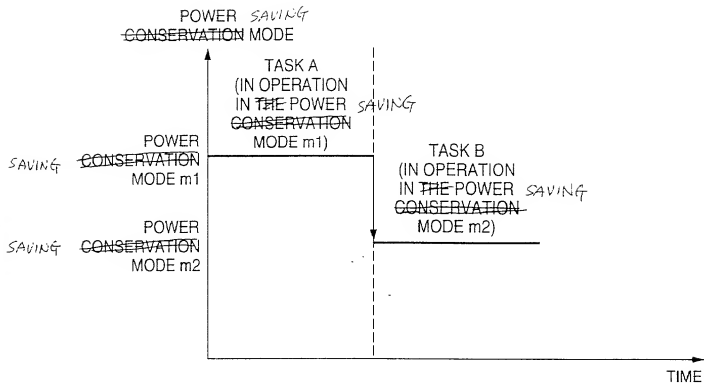 POWER SAVING
CONSERVATION MODE
TASK A
(IN OPERATION
IN THE POWER SAVING
CONSERVATION
MODE m1)
POWER
SAVING CONSERVATION
MODE m1
TASK B
(IN OPERATION
IN THE POWER SAVING
CONSERVATION
MODE m2)
POWER
SAVING CONSERVATION
MODE m2
TIME